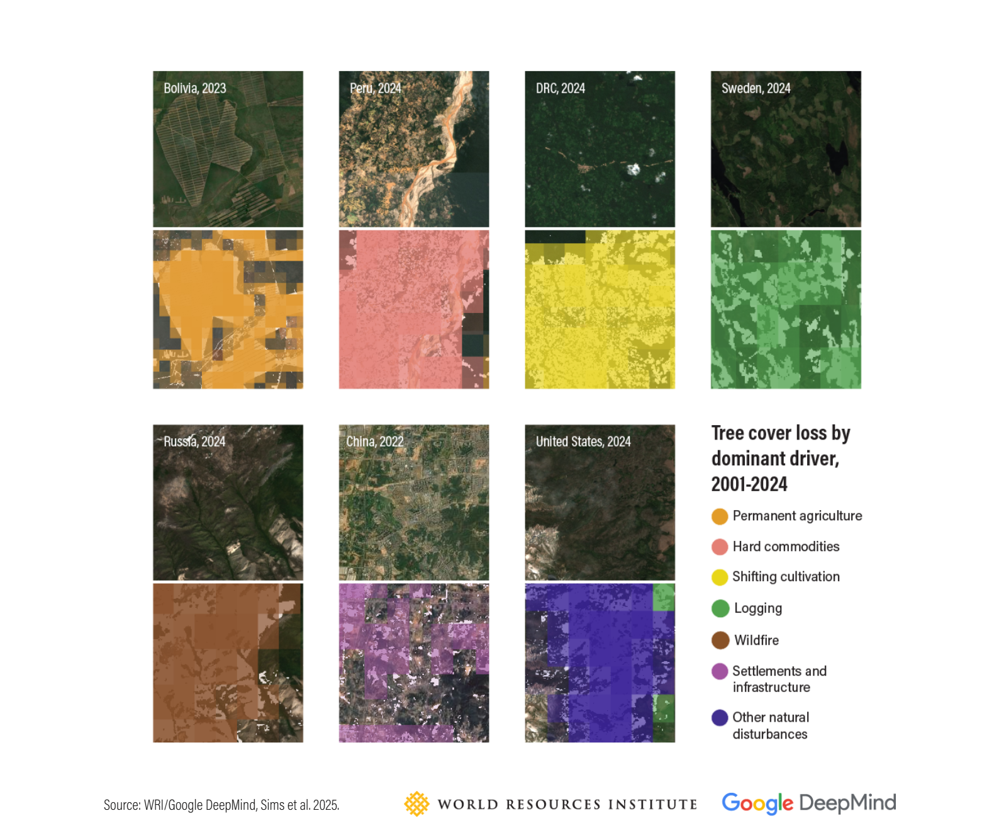 Bolivia, 2023
Peru, 2024
DRC, 2024
Sweden, 2024
Russia, 2024
China, 2022
United States, 2024
Tree cover loss by
dominant driver,
2001-2024
Permanent agriculture
Hard commodities
Shifting cultivation
Logging
Wildfire
Settlements and
infrastructure
Other natural
disturbances
Source: WRI/Google DeepMind, Sims et al. 2025.
WORLD RESOURCES INSTITUTE
Google DeepMind